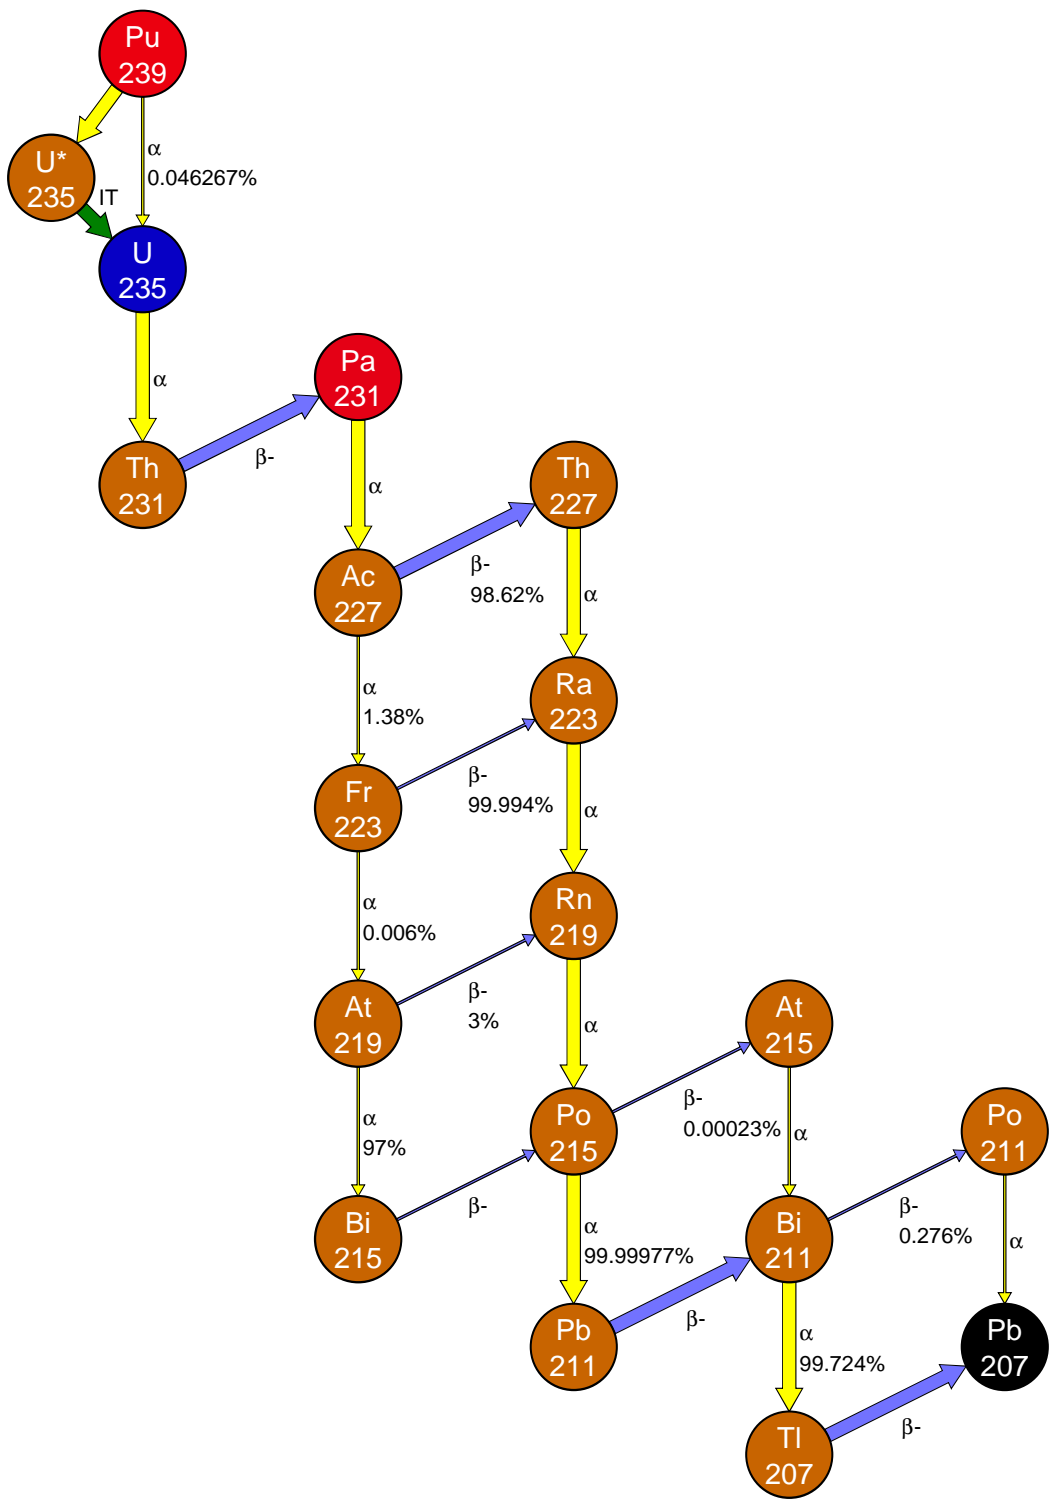 Pu
239
α
0.046267%
U*
235
IT
U
235
α
Pa
231
Th
231
β-
α
Th
227
Ac
227
β-
98.62%
α
α
1.38%
Ra
223
Fr
223
β-
99.994%
α
α
0.006%
Rn
219
At
219
β-
3%
α
At
215
α
97%
Po
215
β-
0.00023%
α
Po
211
Bi
215
β-
α
99.99977%
Bi
211
β-
0.276%
α
Pb
211
β-
α
99.724%
Pb
207
Tl
207
β-